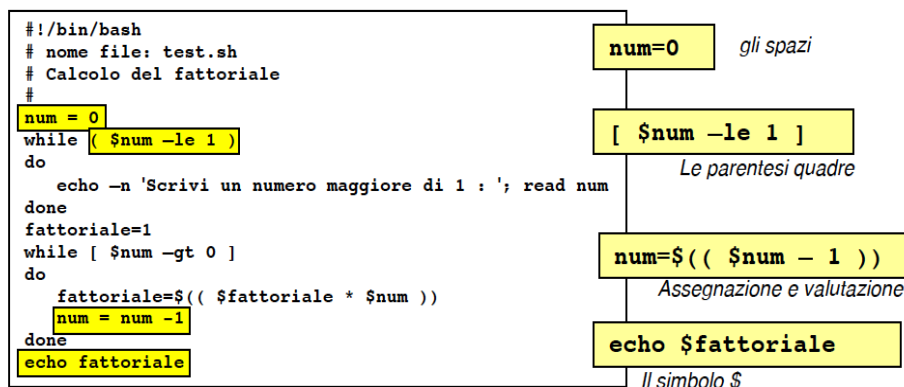 #!/bin/bash
# nome file: test.sh
# Calcolo del fattoriale
#
num = 0
while ( $num –le 1 )
do
echo –n 'Scrivi un numero maggiore di 1 : '; read num
done
fattoriale=1
while [ $num –gt 0 ]
do
fattoriale=$(( $fattoriale * $num ))
num = num -1
done
echo fattoriale
num=0
gli spazi
[ $num –le 1 ]
Le parentesi quadre
num=$(( $num – 1 ))
Assegnazione e valutazione
echo $fattoriale
Il simbolo $